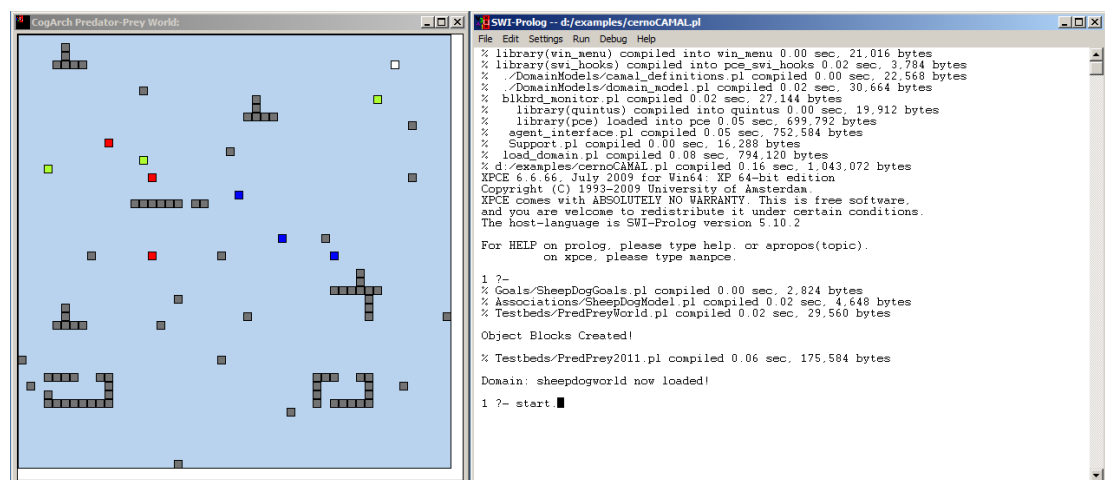 CogArch Predator-Prey World:
SWI-Prolog -- d:/examples/cernoCAMAL.pl
File Edit Settings Run Debug Help
% library(win_menu) compiled into win_menu 0.00 sec, 21,016 bytes
% library(swi_hooks) compiled into pce_swi_hooks 0.02 sec, 3,784 bytes
% ./DomainModels/camal_definitions.pl compiled 0.00 sec, 22,568 bytes
% ./DomainModels/domain_model.pl compiled 0.02 sec, 30,664 bytes
% blkbrd_monitor.pl compiled 0.02 sec, 27,144 bytes
% library(quintus) compiled into quintus 0.00 sec, 19,912 bytes
% library(pce) loaded into pce 0.05 sec, 699,792 bytes
% agent_interface.pl compiled 0.05 sec, 752,584 bytes
% Support.pl compiled 0.00 sec, 16,288 bytes
% load_domain.pl compiled 0.08 sec, 794,120 bytes
% d:/examples/cernoCAMAL.pl compiled 0.16 sec, 1,043,072 bytes
XPCE 6.6.66, July 2009 for Win64: XP 64-bit edition
Copyright (C) 1993-2009 University of Amsterdam.
XPCE comes with ABSOLUTELY NO WARRANTY. This is free software,
and you are welcome to redistribute it under certain conditions.
The host-language is SWI-Prolog version 5.10.2
For HELP on prolog, please type help. or apropos(topic).
on xpce, please type manpce.
1 ?-
% Goals/SheepDogGoals.pl compiled 0.00 sec, 2,824 bytes
% Associations/SheepDogModel.pl compiled 0.02 sec, 4,648 bytes
% Testbeds/PredPreyWorld.pl compiled 0.02 sec, 29,560 bytes
Object Blocks Created!
% Testbeds/PredPrey2011.pl compiled 0.06 sec, 175,584 bytes
Domain: sheepdogworld now loaded!
1 ?- start.